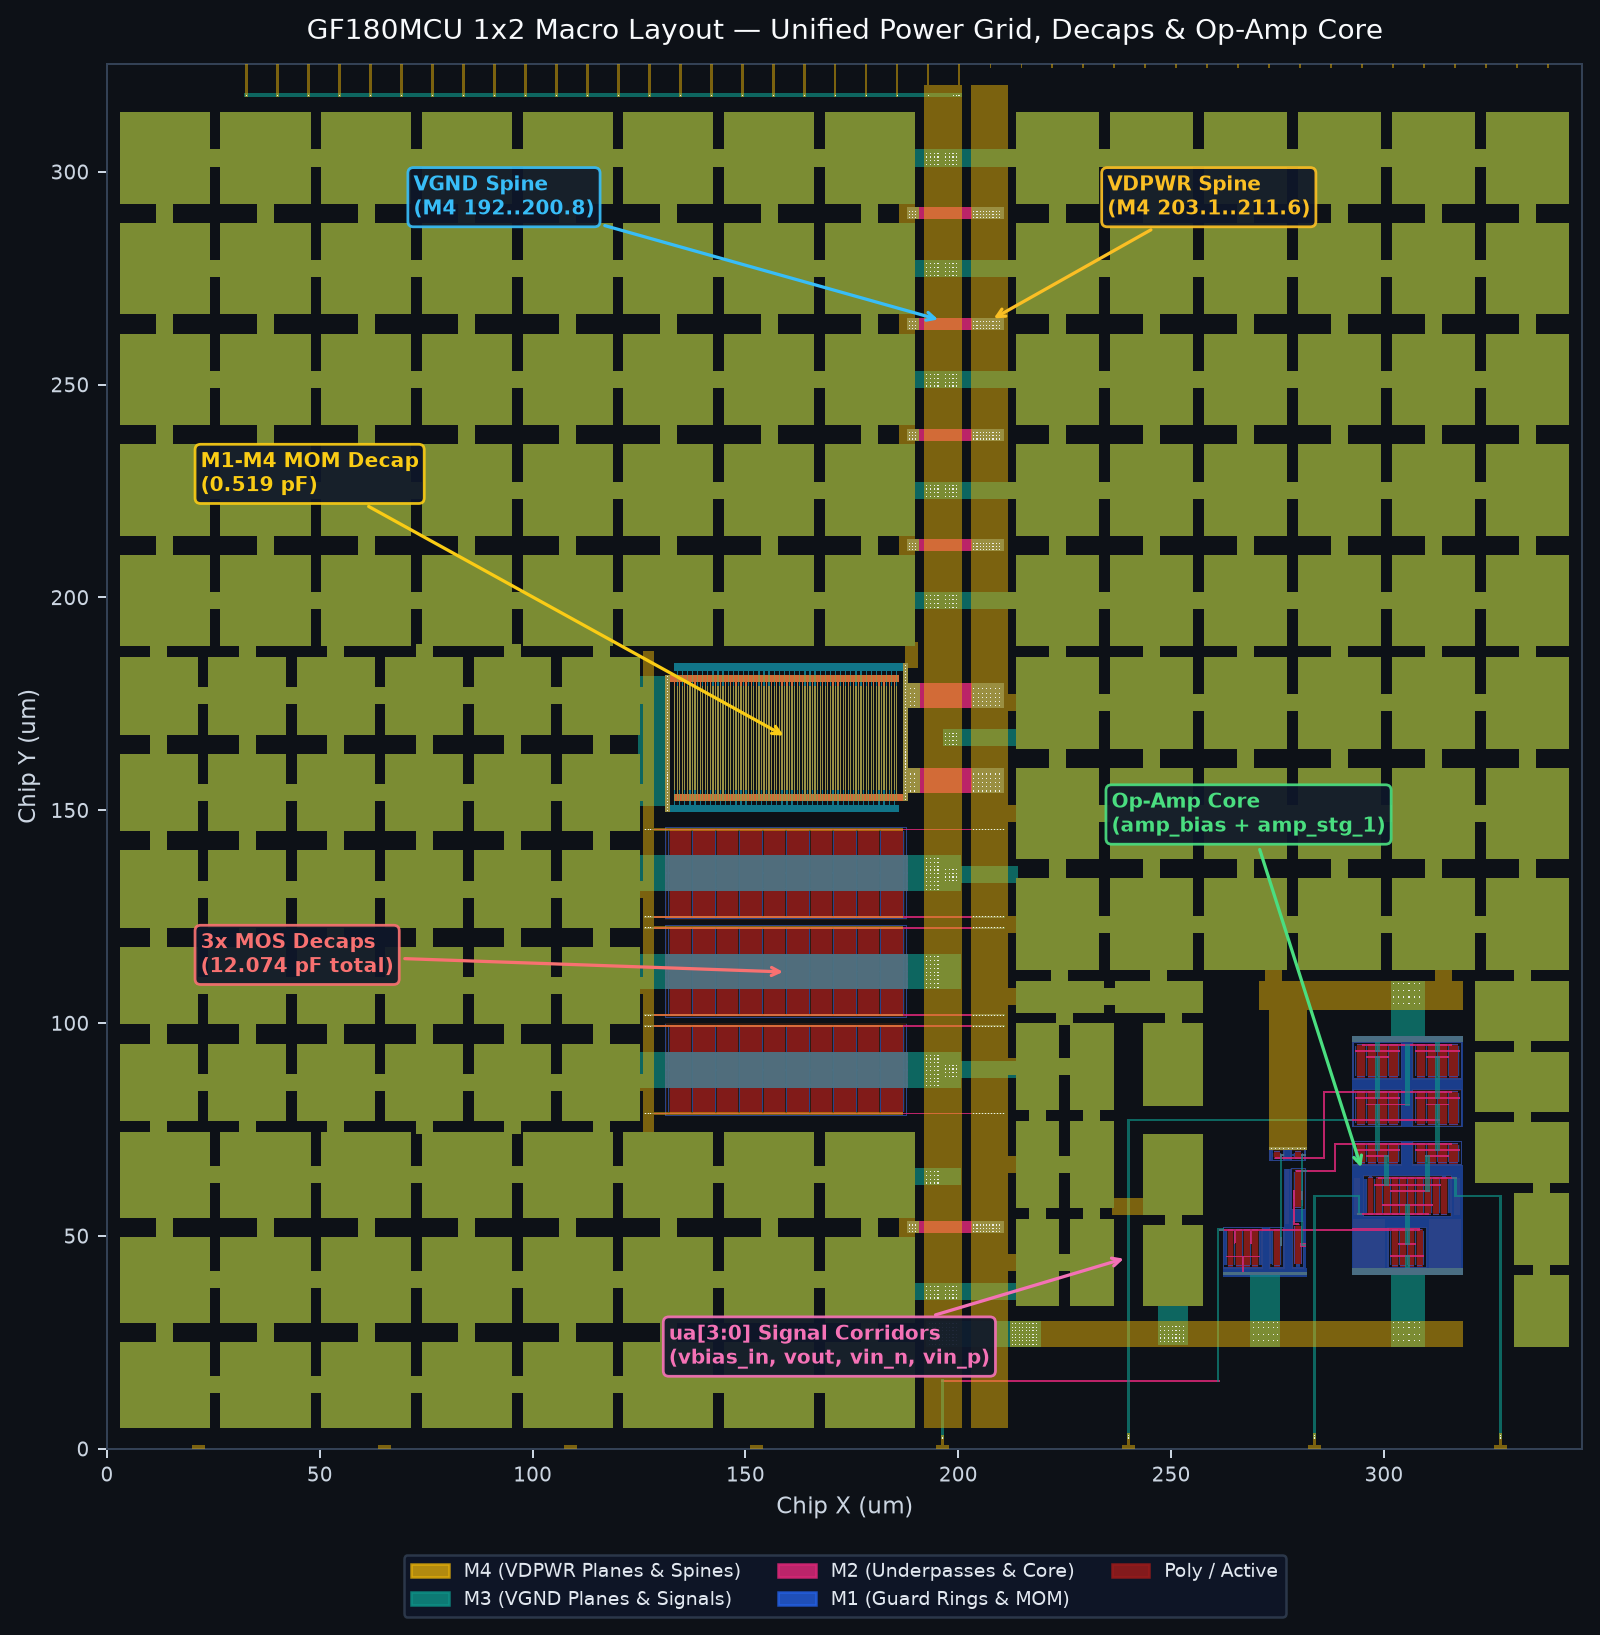 GF180MCU 1x2 Macro Layout — Unified Power Grid, Decaps & Op-Amp Core
300
250
200
150
100
50
0
Chip Y (um)
VGND Spine
(M4 192..200.8)
VDPWR Spine
(M4 203.1..211.6)
M1-M4 MOM Decap
(0.519 pF)
Op-Amp Core
(amp_bias + amp_stg_1)
3x MOS Decaps
(12.074 pF total)
ua[3:0] Signal Corridors
(vbias_in, vout, vin_n, vin_p)
0 50 100 150 200 250 300
Chip X (um)
M4 (VDPWR Planes & Spines)
M3 (VGND Planes & Signals)
M2 (Underpasses & Core)
M1 (Guard Rings & MOM)
Poly / Active